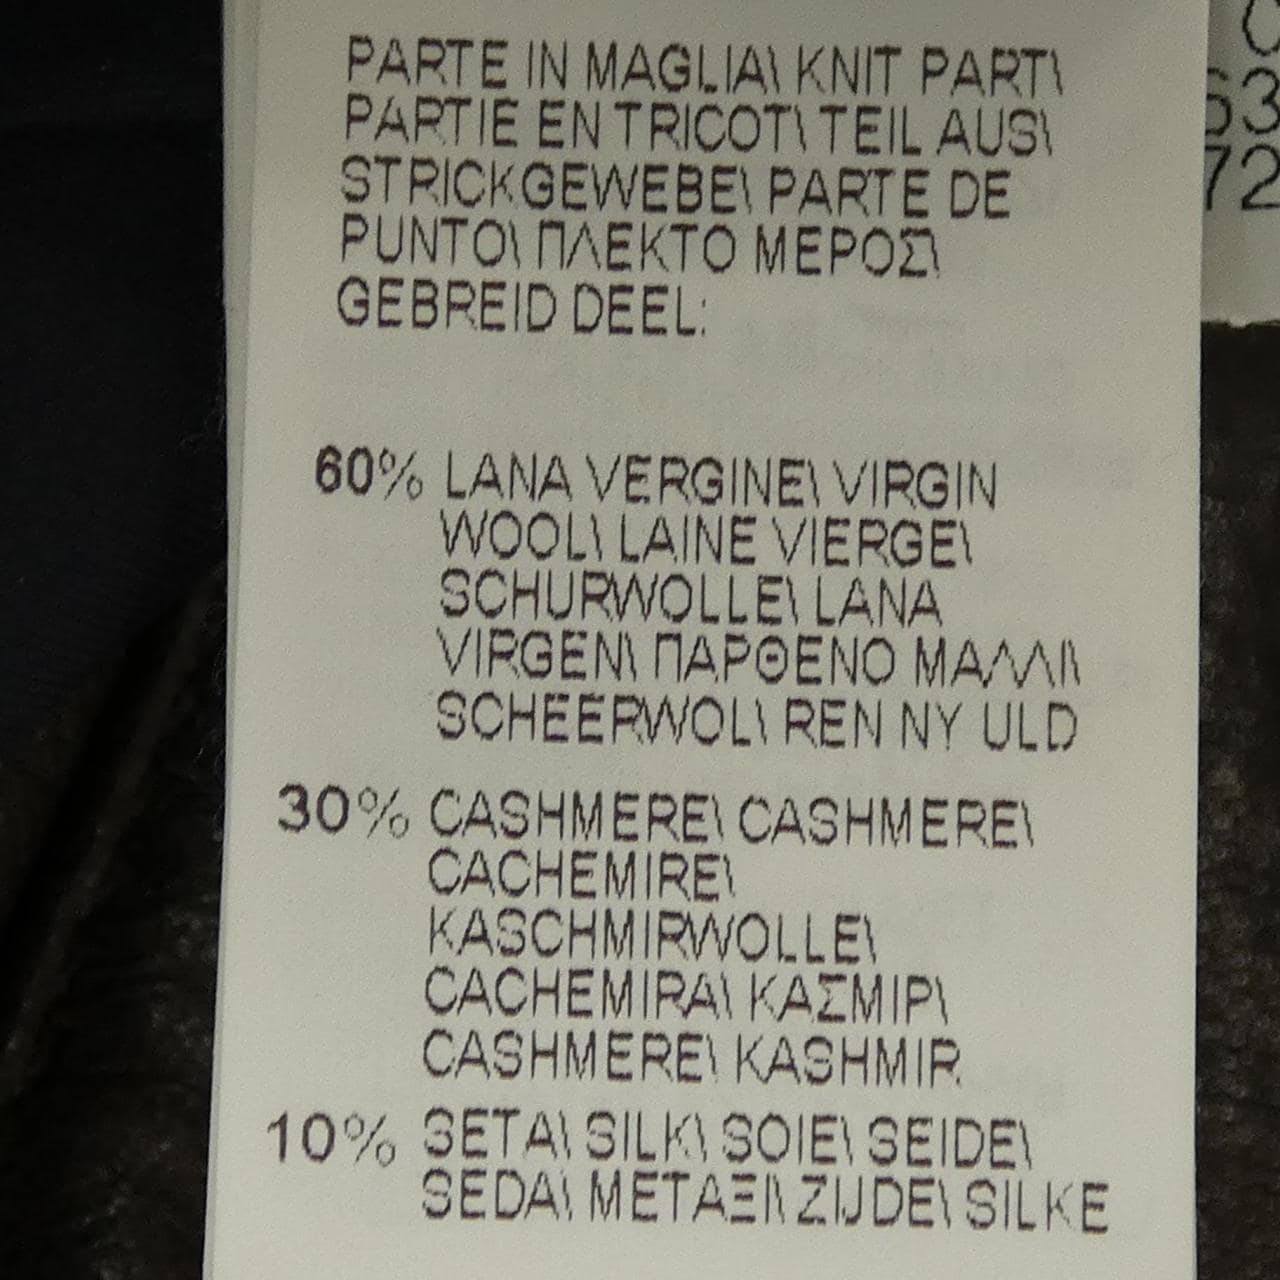 PARTE IN MAGLIA\ KNIT PART\
PARTIE EN TRICOT\ TEIL AUS\
STRICKGEWEBE\ PARTE DE
PUNTO\ ΠΛΕΚΤΟ ΜΕΡΟΣ\
GEBREID DEEL:
60% LANA VERGINE\ VIRGIN
WOOL\ LAINE VIERGE\
SCHURWOLLE\ LANA
VIRGEN\ ΠΑΡΘΕΝΟ ΜΑΛΛΙ\
SCHEERWOL\ REN NY ULD
30% CASHMERE\ CASHMERE\
CACHEMIRE\
KASCHMIRWOLLE\
CACHEMIRA\ ΚΑΣΜΙΡ\
CASHMERE\ KASHMIR
10% SETA\ SILK\ SOIE\ SEIDE\
SEDA\ ΜΕΤΑΞΙ\ ZIJDE\ SILKE